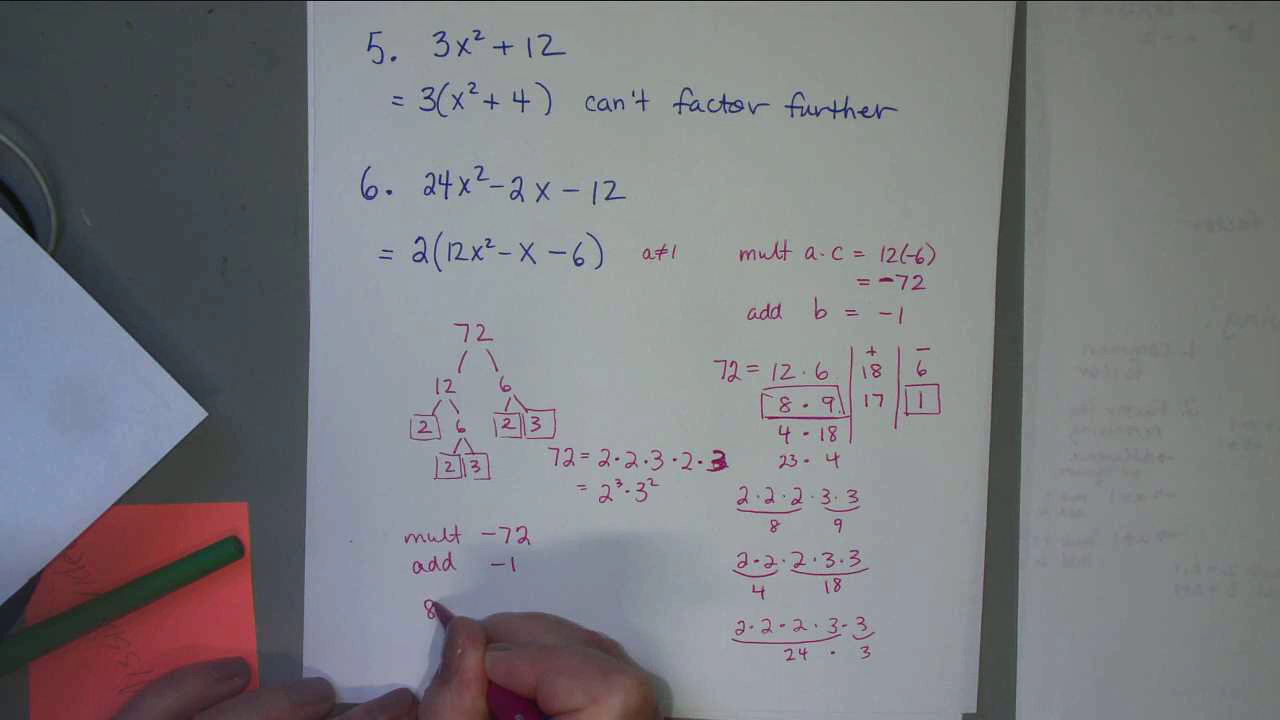 5. 3x² + 12
= 3(x² + 4) can't factor further
6. 24x² - 2x - 12
= 2(12x² - x - 6) a≠1
mult a·c = 12(-6)
= -72
add b = -1
72
12 6
2 6 2 3
2 3
72 = 2·2·3·2·3
= 2³·3²
+ -
72 = 12·6 18 6
8·9 17 1
4·18
23·4
2·2·2·3·3
8 9
2·2·2·3·3
4 18
2·2·2·3·3
24 · 3
mult -72
add -1
8